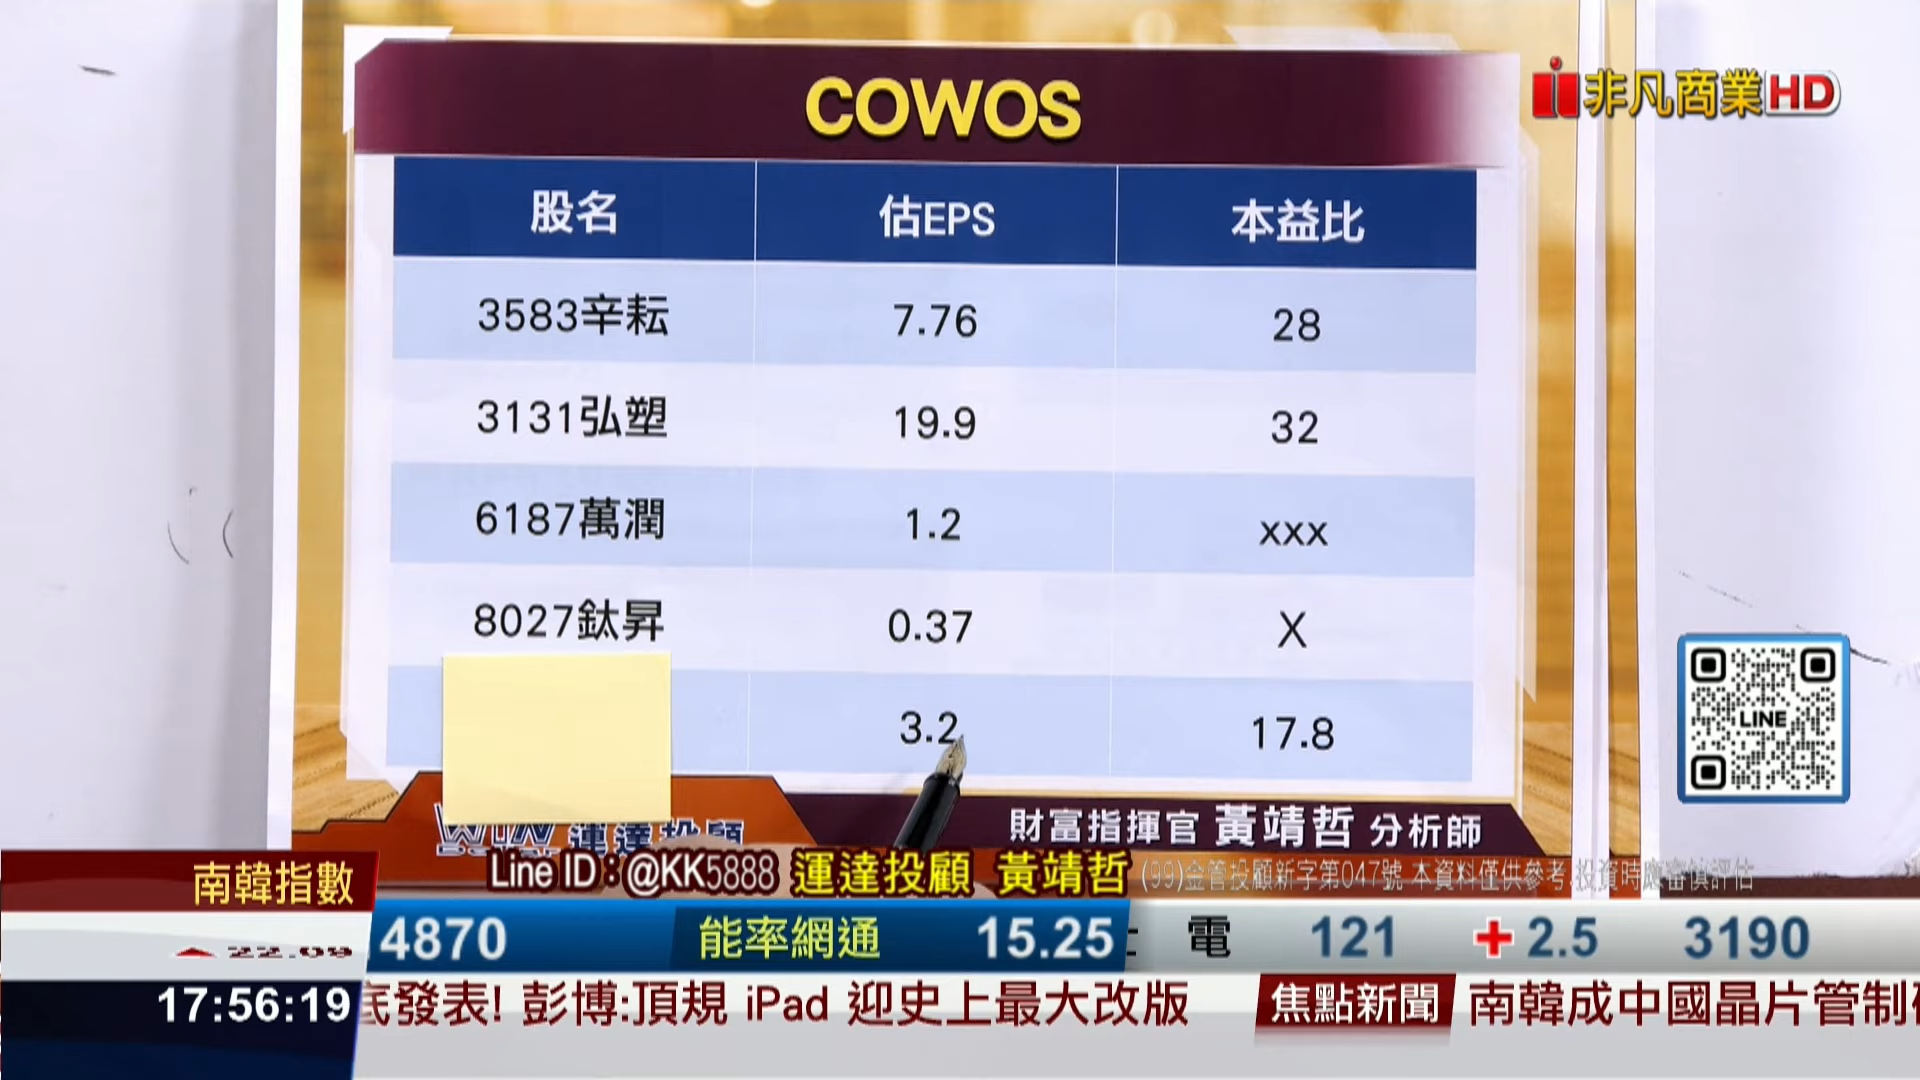 COWOS
非凡商業HD
股名 估EPS 本益比
3583辛耘 7.76 28
3131弘塑 19.9 32
6187萬潤 1.2 xxx
8027鈦昇 0.37 X
3.2 17.8
LINE
財富指揮官 黃靖哲 分析師
WIN 運達投顧
Line ID：@KK5888 運達投顧 黃靖哲 (99)金管投顧新字第047號 本資料僅供參考,投資時應審慎評估
南韓指數
4870 能率網通 15.25 電 121 +2.5 3190
17:56:19
底發表! 彭博:頂規 iPad 迎史上最大改版 焦點新聞 南韓成中國晶片管制